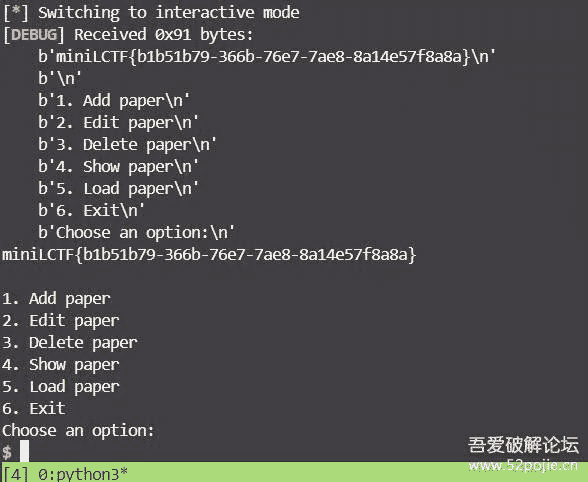 [*] Switching to interactive mode
[DEBUG] Received 0x91 bytes:
    b'miniLCTF{b1b51b79-366b-76e7-7ae8-8a14e57f8a8a}\n'
    b'\n'
    b'1. Add paper\n'
    b'2. Edit paper\n'
    b'3. Delete paper\n'
    b'4. Show paper\n'
    b'5. Load paper\n'
    b'6. Exit\n'
    b'Choose an option:\n'
miniLCTF{b1b51b79-366b-76e7-7ae8-8a14e57f8a8a}
1. Add paper
2. Edit paper
3. Delete paper
4. Show paper
5. Load paper
6. Exit
Choose an option:
$
吾爱破解论坛
www.52pojie.cn
[4] 0:python3*